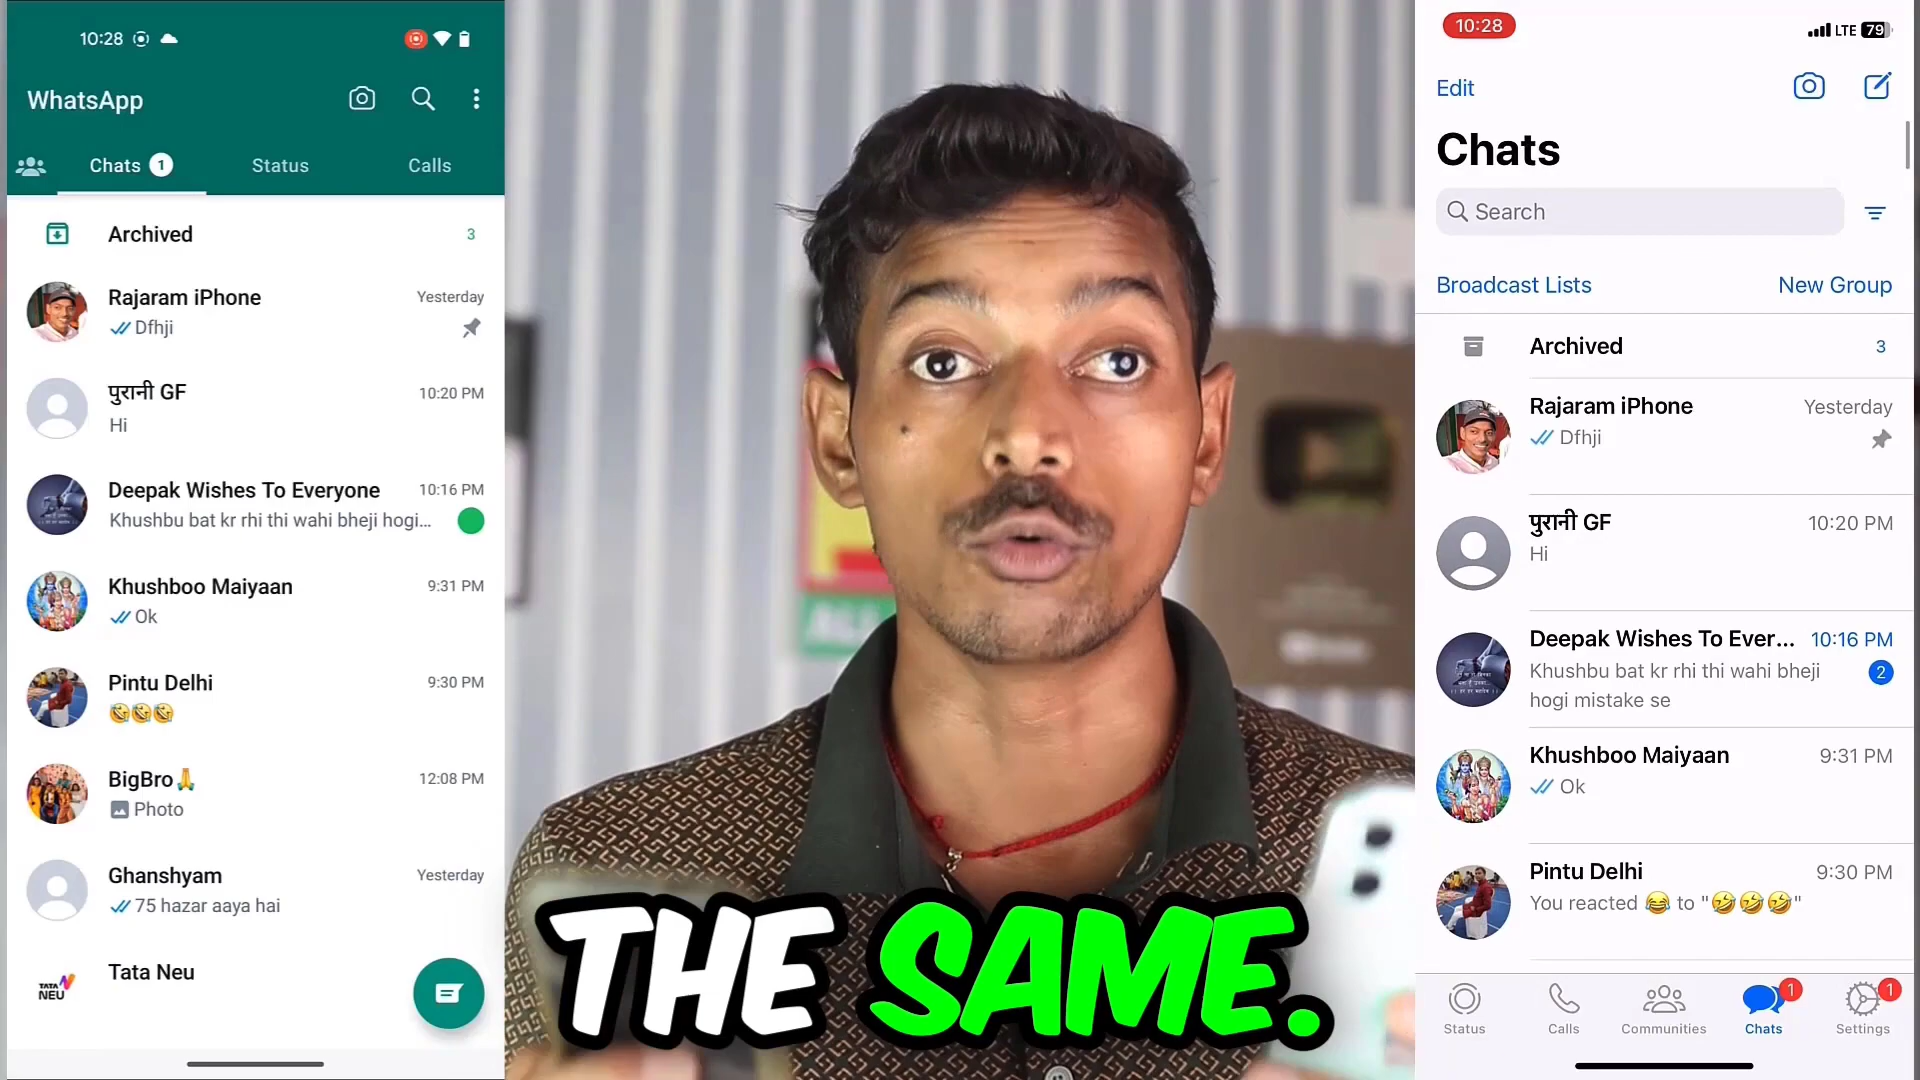 10:28
WhatsApp
Chats 1
Status
Calls
Archived
3
Rajaram iPhone
Yesterday
Dfhji
पुरानी GF
10:20 PM
Hi
Deepak Wishes To Everyone
10:16 PM
Khushbu bat kr rhi thi wahi bheji hogi...
Khushboo Maiyaan
9:31 PM
Ok
Pintu Delhi
9:30 PM
🤣🤣🤣
BigBro🙏
12:08 PM
Photo
Ghanshyam
Yesterday
75 hazar aaya hai
TATA
NEU
Tata Neu
THE SAME.
10:28
LTE 79
Edit
Chats
Search
Broadcast Lists
New Group
Archived
3
Rajaram iPhone
Yesterday
Dfhji
पुरानी GF
10:20 PM
Hi
Deepak Wishes To Ever...
10:16 PM
Khushbu bat kr rhi thi wahi bheji
2
hogi mistake se
Khushboo Maiyaan
9:31 PM
Ok
Pintu Delhi
9:30 PM
You reacted 😂 to "🤣🤣🤣"
1
1
Status
Calls
Communities
Chats
Settings